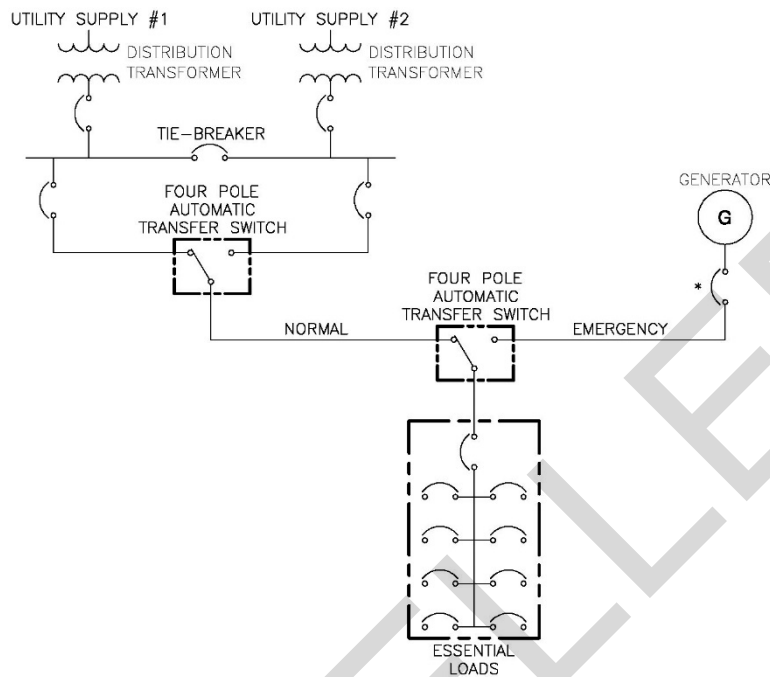 UTILITY SUPPLY #1
UTILITY SUPPLY #2
DISTRIBUTION
TRANSFORMER
DISTRIBUTION
TRANSFORMER
TIE-BREAKER
FOUR POLE
AUTOMATIC
TRANSFER SWITCH
GENERATOR
G
*
FOUR POLE
AUTOMATIC
TRANSFER SWITCH
NORMAL
EMERGENCY
ESSENTIAL
LOADS